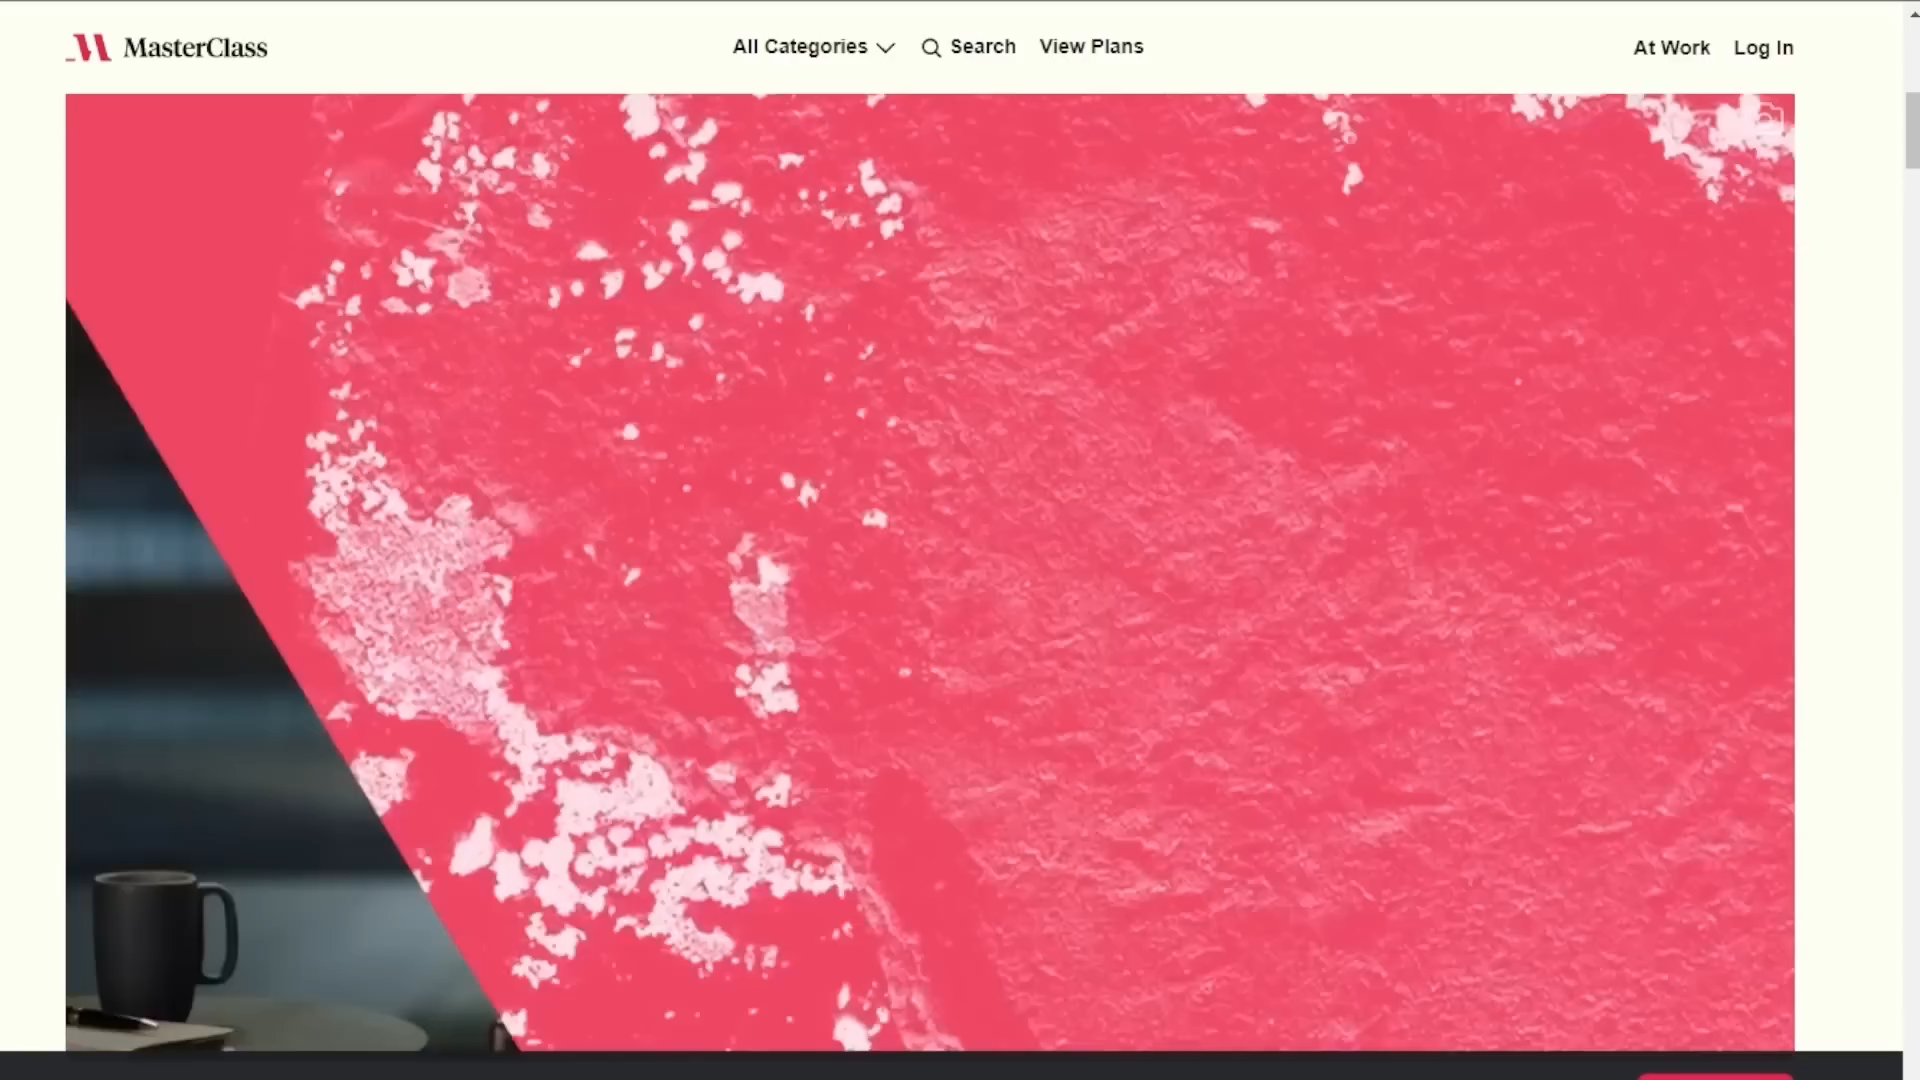 MasterClass
All Categories
Search
View Plans
At Work
Log In